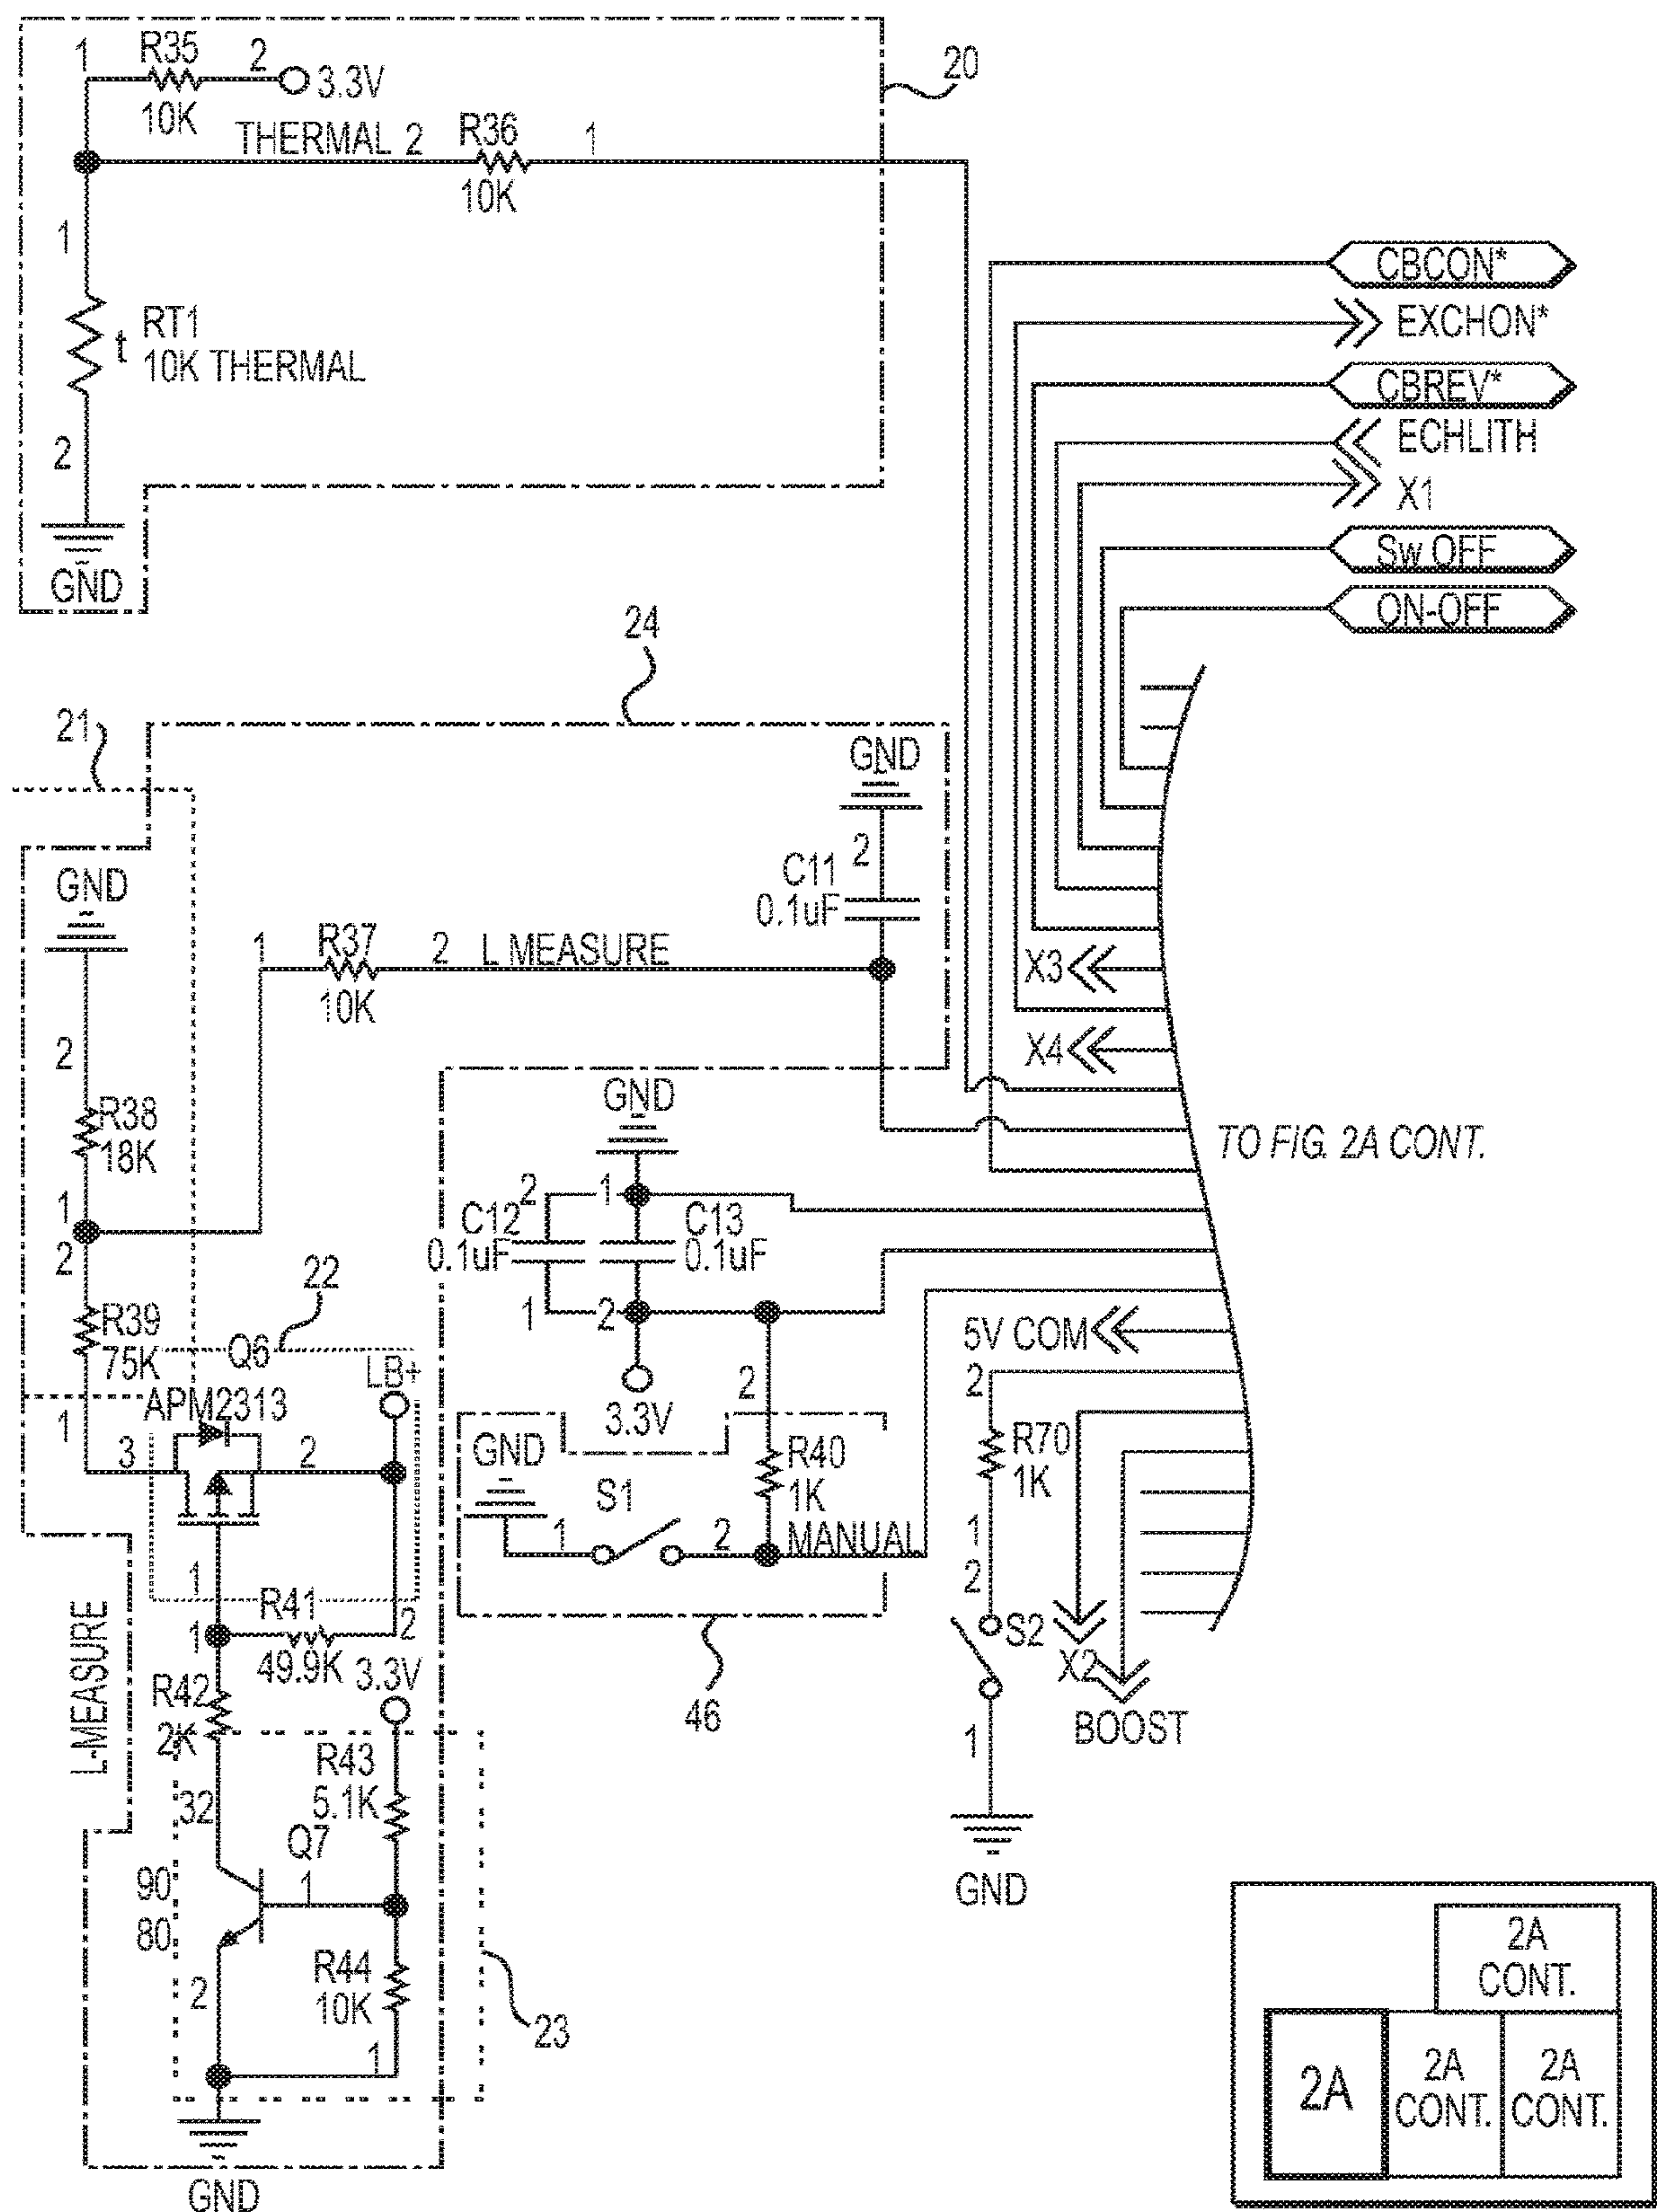 1
R35
2
3.3V
10K
20
THERMAL
2
R36
1
10K
1
RT1
t
10K THERMAL
2
GND
CBCON*
EXCHON*
CBREV*
ECHLITH
X1
Sw OFF
ON-OFF
24
21
GND
2
C11
0.1uF
GND
1
R37
2
L MEASURE
10K
X3
2
X4
R38
18K
GND
TO FIG. 2A CONT.
1
2
2
1
C12
C13
0.1uF
0.1uF
22
1
2
R39
75K
Q6
LB+
5V COM
2
2
APM2313
3.3V
1
3
2
GND
R40
1K
R70
1K
S1
1
2
MANUAL
1
2
1
R41
1
2
49.9K
S2
X2
L-MEASURE
R42
2K
3.3V
46
BOOST
1
R43
5.1K
32
Q7
1
90
80
GND
2
R44
10K
23
1
GND
2A
CONT.
2A
2A
CONT.
2A
CONT.